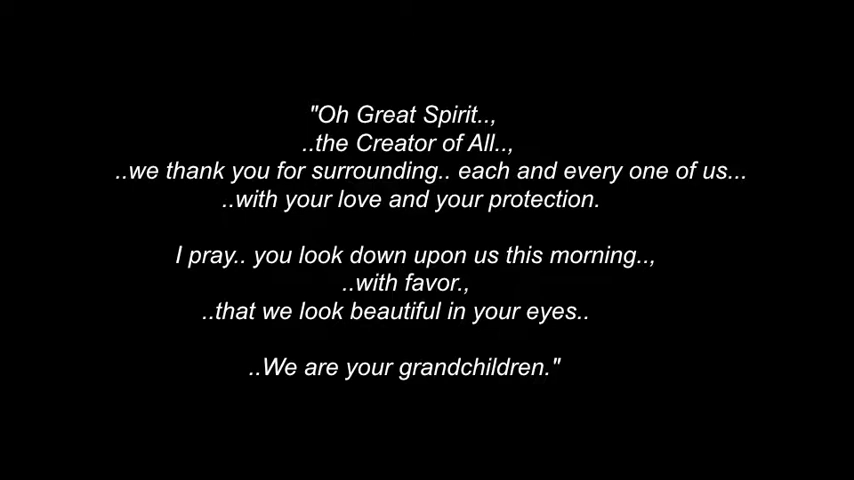 "Oh Great Spirit..,
..the Creator of All..,
..we thank you for surrounding.. each and every one of us...
..with your love and your protection.
I pray.. you look down upon us this morning..,
..with favor.,
..that we look beautiful in your eyes..
..We are your grandchildren."